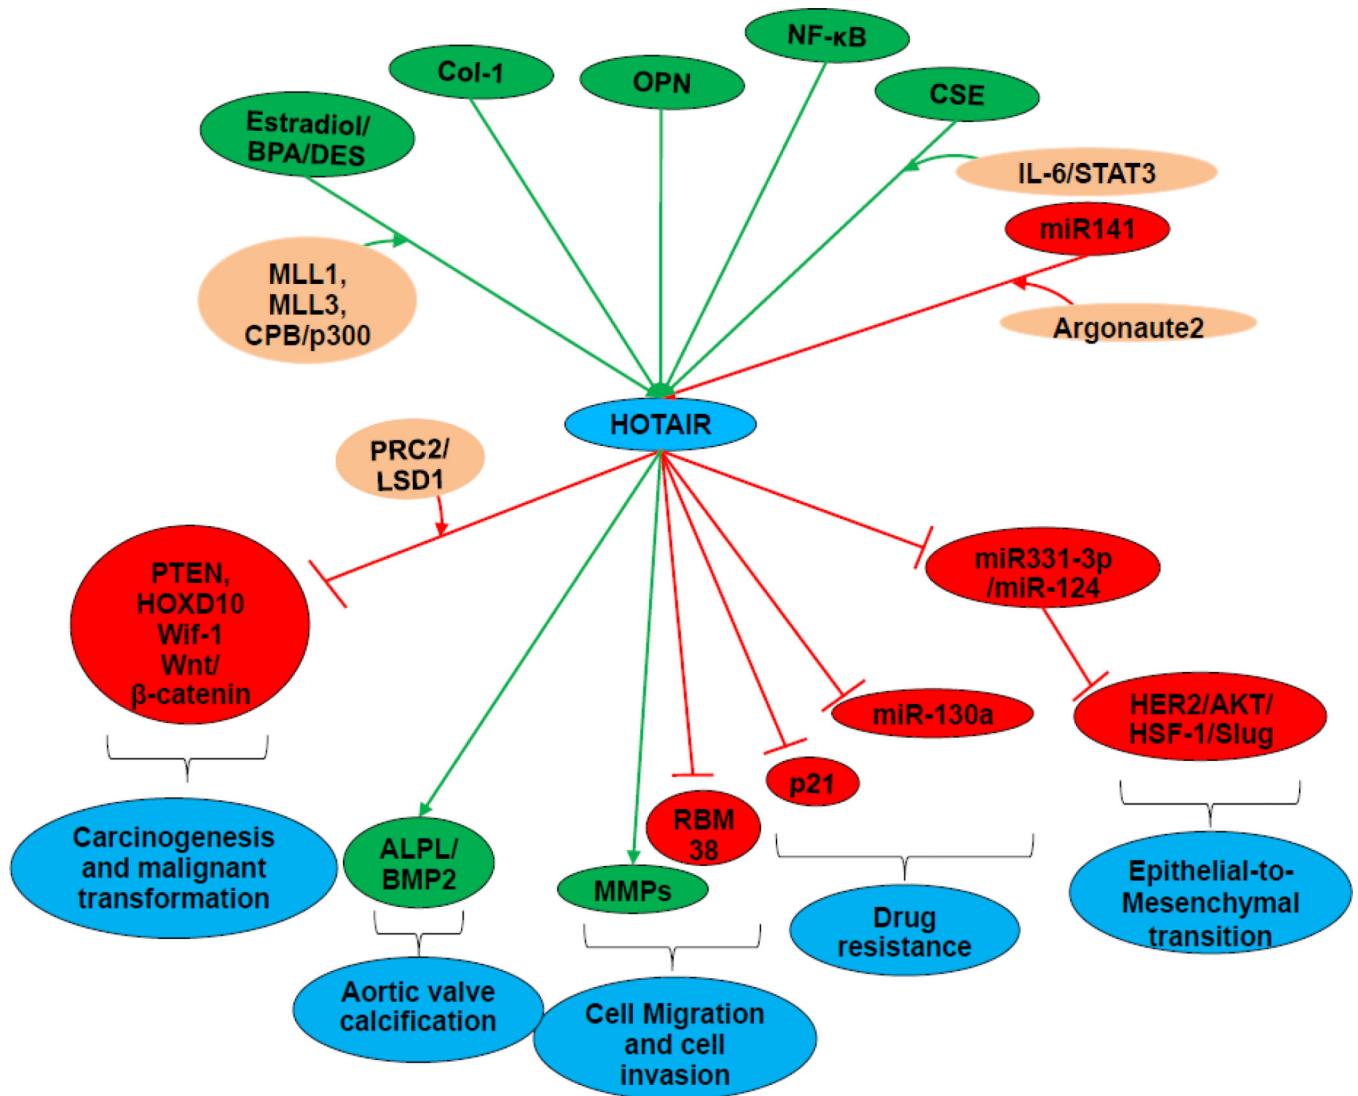 NF-κB
Col-1
OPN
CSE
Estradiol/
BPA/DES
IL-6/STAT3
miR141
MLL1,
MLL3,
CPB/p300
Argonaute2
HOTAIR
PRC2/
LSD1
PTEN,
HOXD10
Wif-1
Wnt/
β-catenin
miR331-3p
/miR-124
HER2/AKT/
HSF-1/Slug
miR-130a
p21
RBM
38
ALPL/
BMP2
MMPs
Carcinogenesis
and malignant
transformation
Aortic valve
calcification
Cell Migration
and cell
invasion
Drug
resistance
Epithelial-to-
Mesenchymal
transition